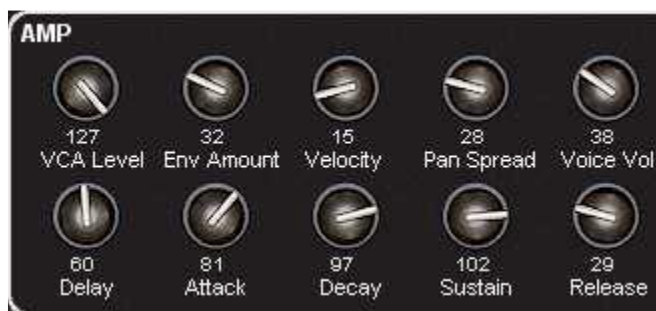 AMP
127 32 15 28 38
VCA Level Env Amount Velocity Pan Spread Voice Vol
60 81 97 102 29
Delay Attack Decay Sustain Release